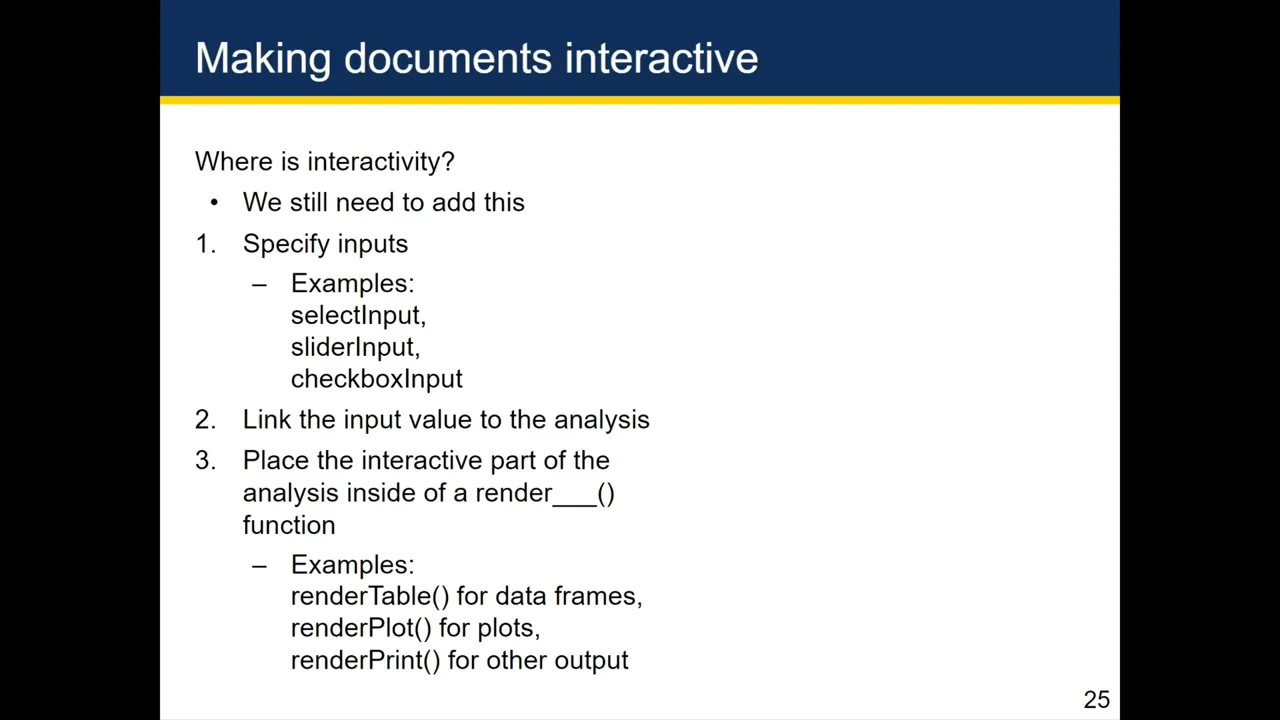 Making documents interactive
Where is interactivity?
• We still need to add this
1. Specify inputs
– Examples:
selectInput,
sliderInput,
checkboxInput
2. Link the input value to the analysis
3. Place the interactive part of the
analysis inside of a render___()
function
– Examples:
renderTable() for data frames,
renderPlot() for plots,
renderPrint() for other output
25